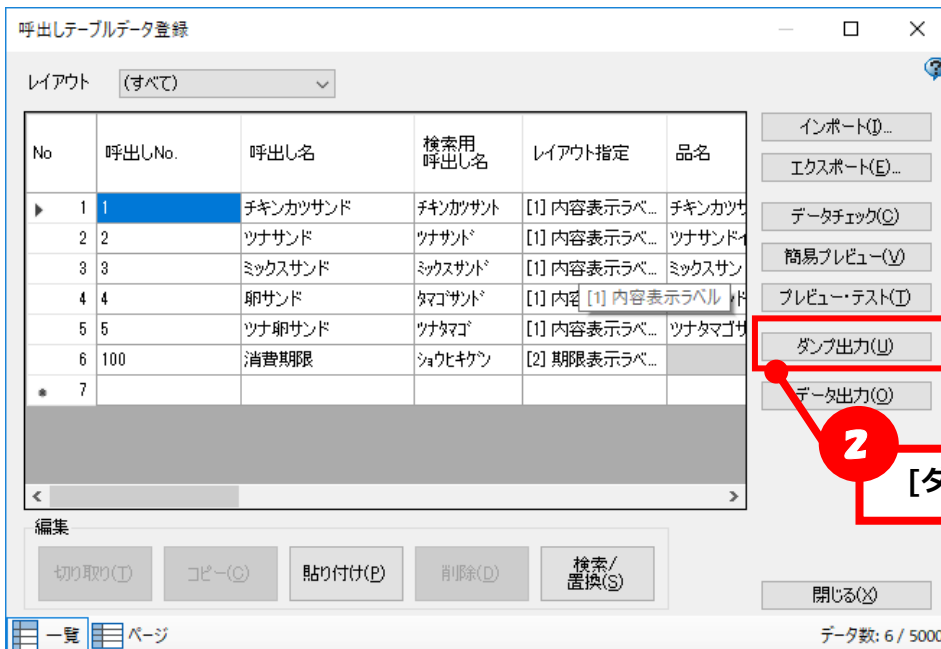 呼出しテーブルデータ登録
レイアウト (すべて)
No 呼出しNo. 呼出し名 検索用呼出し名 レイアウト指定 品名
1 1 チキンカツサンド ﾁｷﾝｶﾂｻﾝﾄ [1] 内容表示ラベ... チキンカツサ
2 2 ツナサンド ﾂﾅｻﾝﾄﾞ [1] 内容表示ラベ... ツナサンドイ
3 3 ミックスサンド ﾐｯｸｽｻﾝﾄﾞ [1] 内容表示ラベ... ミックスサン
4 4 卵サンド ﾀﾏｺﾞｻﾝﾄﾞ [1] 内容
[1] 内容表示ラベル
5 5 ツナ卵サンド ﾂﾅﾀﾏｺﾞ [1] 内容表示ラベ... ツナタマゴサ
6 100 消費期限 ｼｮｳﾋｷｹﾞﾝ [2] 期限表示ラベ...
7
インポート(I)...
エクスポート(E)...
データチェック(C)
簡易プレビュー(V)
プレビュー・テスト(T)
ダンプ出力(U)
データ出力(O)
2
[タ
編集
切り取り(T) コピー(C) 貼り付け(P) 削除(D) 検索/置換(S)
閉じる(X)
一覧 ページ データ数: 6 / 5000